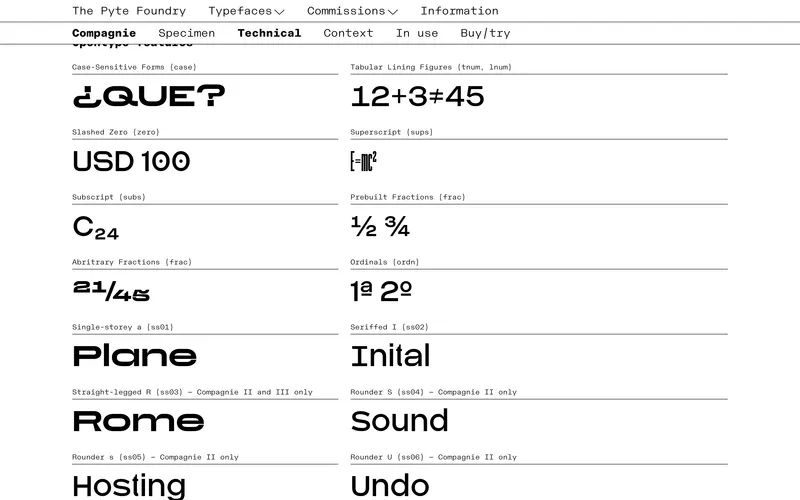 The Pyte Foundry Typefaces Commissions Information
Compagnie Specimen Technical Context In use Buy/try
Opentype features
Case-Sensitive Forms (case)
¿QUE?
Tabular Lining Figures (tnum, lnum)
12+3≠45
Slashed Zero (zero)
USD 100
Superscript (sups)
E=mc²
Subscript (subs)
C₂₄
Prebuilt Fractions (frac)
½ ¾
Abritrary Fractions (frac)
²¹/₄₅
Ordinals (ordn)
1ª 2º
Single-storey a (ss01)
Plane
Seriffed I (ss02)
Inital
Straight-legged R (ss03) – Compagnie II and III only
Rome
Rounder S (ss04) – Compagnie II only
Sound
Rounder s (ss05) – Compagnie II only
Hosting
Rounder U (ss06) – Compagnie II only
Undo